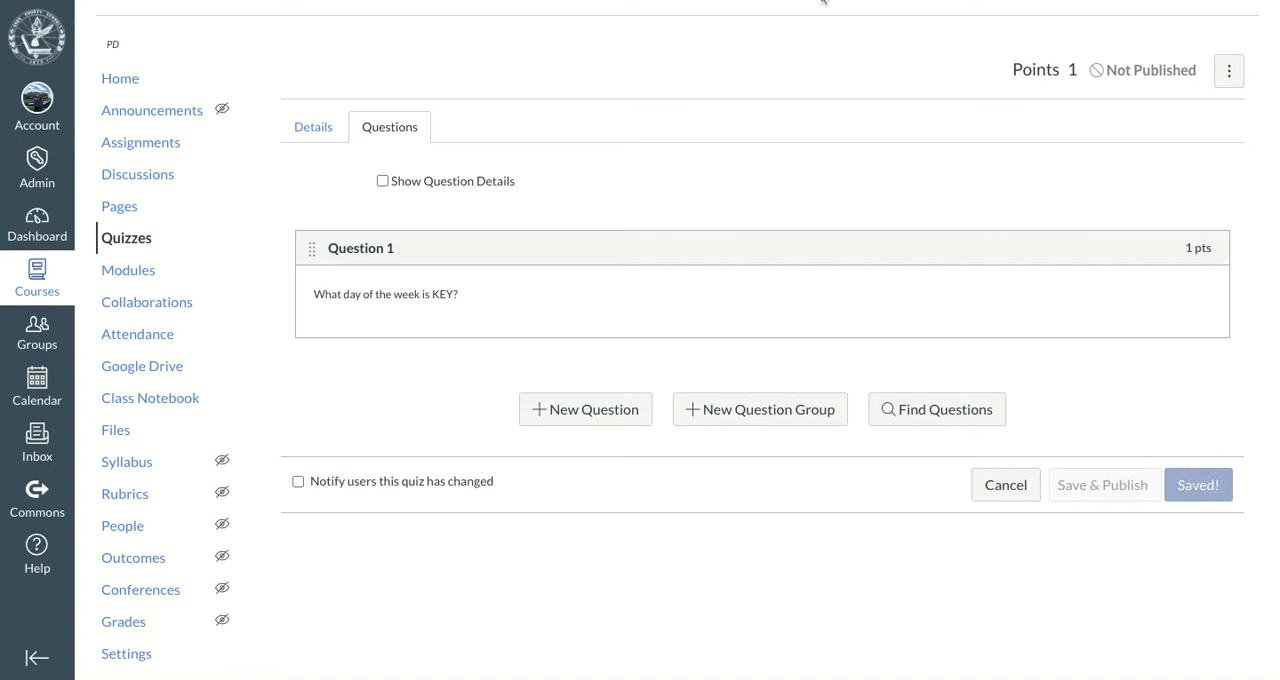 PD
Account
Admin
Dashboard
Courses
Groups
Calendar
Inbox
Commons
Help
Home
Announcements
Assignments
Discussions
Pages
Quizzes
Modules
Collaborations
Attendance
Google Drive
Class Notebook
Files
Syllabus
Rubrics
People
Outcomes
Conferences
Grades
Settings
Points 1 Not Published
Details Questions
Show Question Details
Question 1 1 pts
What day of the week is KEY?
New Question New Question Group Find Questions
Notify users this quiz has changed Cancel Save & Publish Saved!